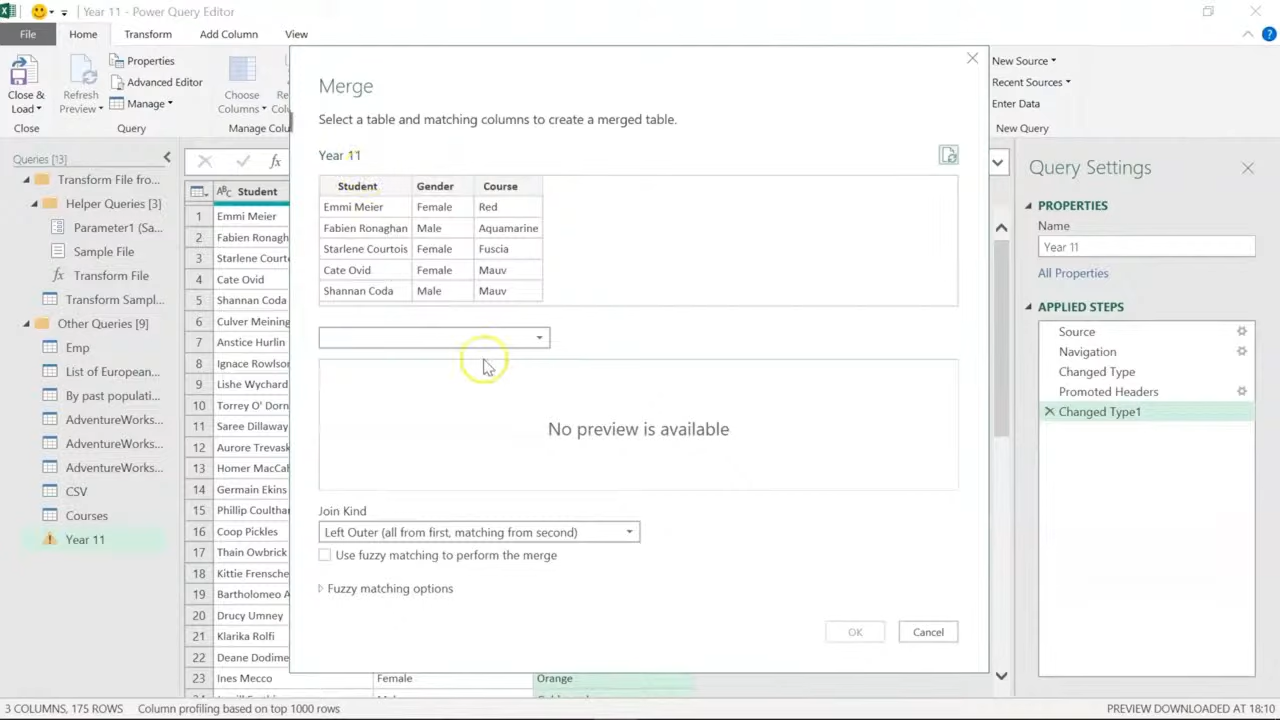 Year 11 - Power Query Editor
File Home Transform Add Column View
Close & Load
Refresh Preview
Properties
Advanced Editor
Manage
Choose Columns
New Source
Recent Sources
Enter Data
Close Query Manage Colu New Query
Queries [13]
Transform File fro...
Helper Queries [3]
Parameter1 (Sa...
Sample File
fx Transform File
Transform Sampl...
Other Queries [9]
Emp
List of European...
By past populati...
AdventureWorks...
AdventureWorks...
AdventureWorks...
CSV
Courses
Year 11
fx
Student
1 Emmi Meier
2 Fabien Ronagh
3 Starlene Courto
4 Cate Ovid
5 Shannan Coda
6 Culver Meining
7 Anstice Hurlin
8 Ignace Rowlson
9 Lishe Wychard
10 Torrey O' Dorn
11 Saree Dillaway
12 Aurore Trevask
13 Homer MacCah
14 Germain Ekins
15 Phillip Coulthar
16 Coop Pickles
17 Thain Owbrick
18 Kittie Frensche
19 Bartholomeo A
20 Drucy Umney
21 Klarika Rolfi
22 Deane Dodime
23 Ines Mecco Female Orange
Merge
Select a table and matching columns to create a merged table.
Year 11
Student Gender Course
Emmi Meier Female Red
Fabien Ronaghan Male Aquamarine
Starlene Courtois Female Fuscia
Cate Ovid Female Mauv
Shannan Coda Male Mauv
No preview is available
Join Kind
Left Outer (all from first, matching from second)
Use fuzzy matching to perform the merge
Fuzzy matching options
OK Cancel
Query Settings
PROPERTIES
Name
Year 11
All Properties
APPLIED STEPS
Source
Navigation
Changed Type
Promoted Headers
Changed Type1
3 COLUMNS, 175 ROWS Column profiling based on top 1000 rows PREVIEW DOWNLOADED AT 18:10